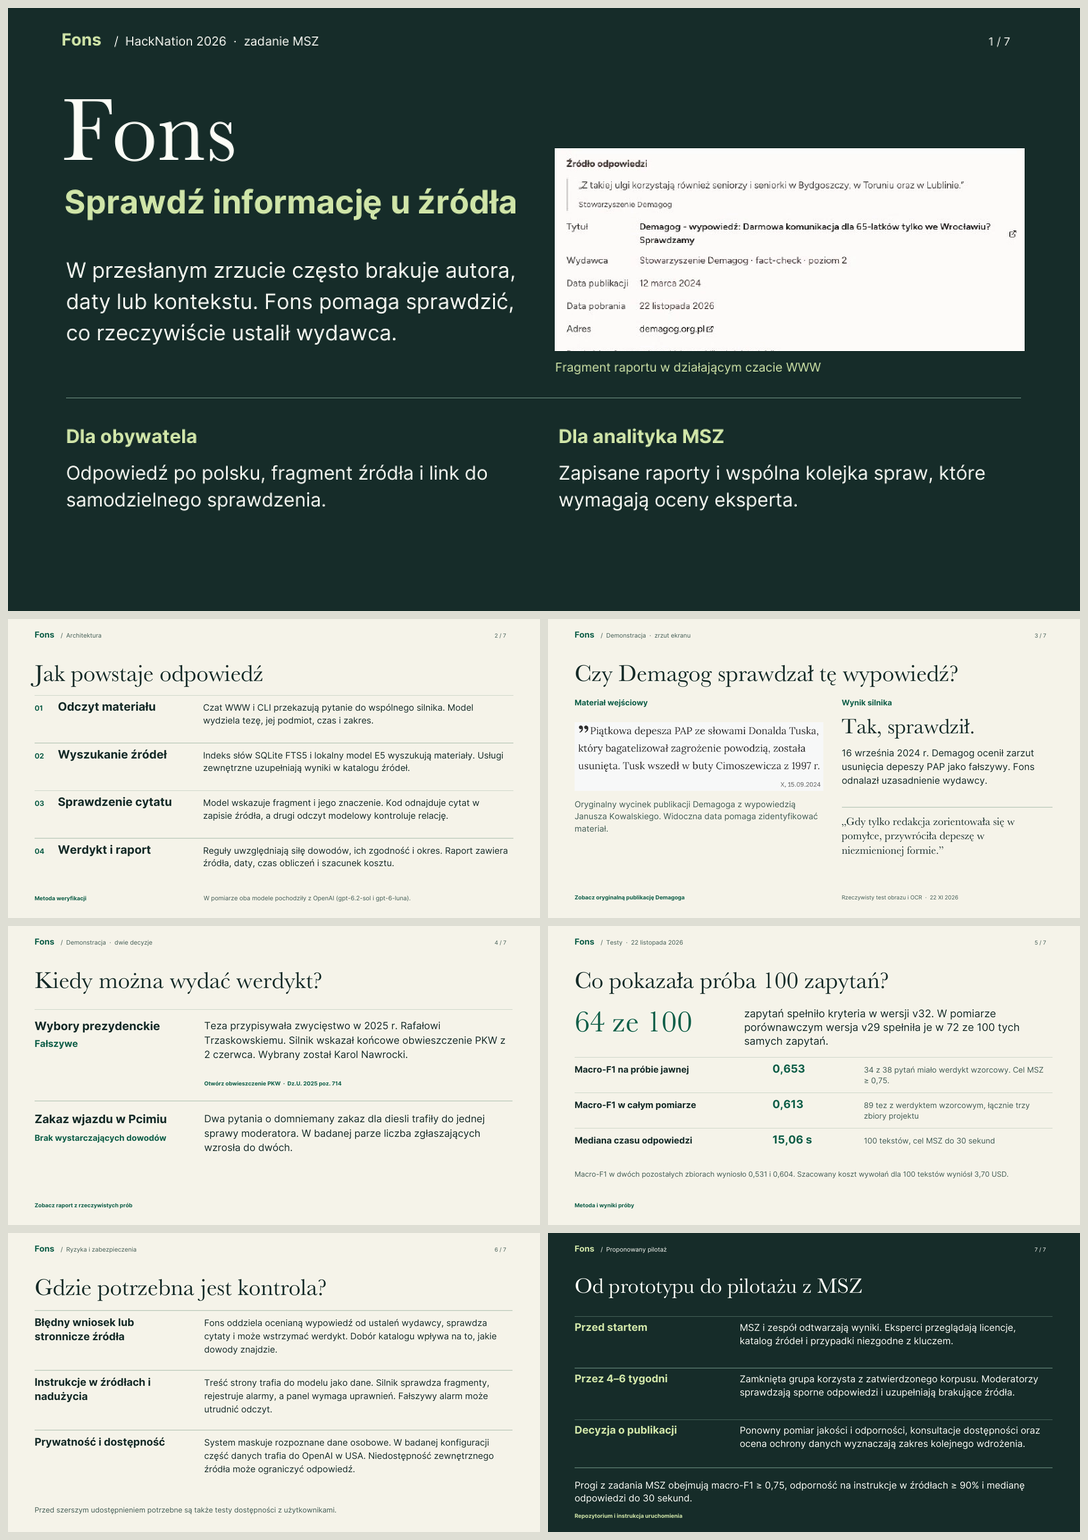 Fons / HackNation 2026 · zadanie MSZ
1 / 7
Fons
Sprawdź informację u źródła
W przesłanym zrzucie często brakuje autora,
daty lub kontekstu. Fons pomaga sprawdzić,
co rzeczywiście ustalił wydawca.
Źródło odpowiedzi
„Z takiej ulgi korzystają również seniorzy i seniorki w Bydgoszczy, w Toruniu oraz w Lublinie.”
Stowarzyszenie Demagog
Tytuł
Demagog - wypowiedź: Darmowa komunikacja dla 65-latków tylko we Wrocławiu?
Sprawdzamy
Wydawca
Stowarzyszenie Demagog · fact-check · poziom 2
Data publikacji
12 marca 2024
Data pobrania
22 listopada 2026
Adres
demagog.org.pl
Fragment raportu w działającym czacie WWW
Dla obywatela
Odpowiedź po polsku, fragment źródła i link do
samodzielnego sprawdzenia.
Dla analityka MSZ
Zapisane raporty i wspólna kolejka spraw, które
wymagają oceny eksperta.
Fons / Architektura
2 / 7
Jak powstaje odpowiedź
01 Odczyt materiału
Czat WWW i CLI przekazują pytanie do wspólnego silnika. Model
wydziela tezę, jej podmiot, czas i zakres.
02 Wyszukanie źródeł
Indeks słów SQLite FTS5 i lokalny model E5 wyszukują materiały. Usługi
zewnętrzne uzupełniają wyniki w katalogu źródeł.
03 Sprawdzenie cytatu
Model wskazuje fragment i jego znaczenie. Kod odnajduje cytat w
zapisie źródła, a drugi odczyt modelowy kontroluje relację.
04 Werdykt i raport
Reguły uwzględniają siłę dowodów, ich zgodność i okres. Raport zawiera
źródła, daty, czas obliczeń i szacunek kosztu.
Metoda weryfikacji
W pomiarze oba modele pochodziły z OpenAI (gpt-6.2-sol i gpt-6-luna).
Fons / Demonstracja · zrzut ekranu
3 / 7
Czy Demagog sprawdzał tę wypowiedź?
Materiał wejściowy
”Piątkowa depesza PAP ze słowami Donalda Tuska,
który bagatelizował zagrożenie powodzią, została
usunięta. Tusk wszedł w buty Cimoszewicza z 1997 r.
X, 15.09.2024
Oryginalny wycinek publikacji Demagoga z wypowiedzią
Janusza Kowalskiego. Widoczna data pomaga zidentyfikować
materiał.
Zobacz oryginalną publikację Demagoga
Wynik silnika
Tak, sprawdził.
16 września 2024 r. Demagog ocenił zarzut
usunięcia depeszy PAP jako fałszywy. Fons
odnalazł uzasadnienie wydawcy.
„Gdy tylko redakcja zorientowała się w
pomyłce, przywróciła depeszę w
niezmienionej formie.”
Rzeczywisty test obrazu i OCR · 22 XI 2026
Fons / Demonstracja · dwie decyzje
4 / 7
Kiedy można wydać werdykt?
Wybory prezydenckie
Fałszywe
Teza przypisywała zwycięstwo w 2025 r. Rafałowi
Trzaskowskiemu. Silnik wskazał końcowe obwieszczenie PKW z
2 czerwca. Wybrany został Karol Nawrocki.
Otwórz obwieszczenie PKW · Dz.U. 2025 poz. 714
Zakaz wjazdu w Pcimiu
Brak wystarczających dowodów
Dwa pytania o domniemany zakaz dla diesli trafiły do jednej
sprawy moderatora. W badanej parze liczba zgłaszających
wzrosła do dwóch.
Zobacz raport z rzeczywistych prób
Fons / Testy · 22 listopada 2026
5 / 7
Co pokazała próba 100 zapytań?
64 ze 100
zapytań spełniło kryteria w wersji v32. W pomiarze
porównawczym wersja v29 spełniła je w 72 ze 100 tych
samych zapytań.
Macro-F1 na próbie jawnej
0,653
34 z 38 pytań miało werdykt wzorcowy. Cel MSZ
≥ 0,75.
Macro-F1 w całym pomiarze
0,613
89 tez z werdyktem wzorcowym, łącznie trzy
zbiory projektu
Mediana czasu odpowiedzi
15,06 s
100 tekstów, cel MSZ do 30 sekund
Macro-F1 w dwóch pozostałych zbiorach wyniosło 0,531 i 0,604. Szacowany koszt wywołań dla 100 tekstów wyniósł 3,70 USD.
Metoda i wyniki próby
Fons / Ryzyka i zabezpieczenia
6 / 7
Gdzie potrzebna jest kontrola?
Błędny wniosek lub
stronnicze źródła
Fons oddziela ocenianą wypowiedź od ustaleń wydawcy, sprawdza
cytaty i może wstrzymać werdykt. Dobór katalogu wpływa na to, jakie
dowody znajdzie.
Instrukcje w źródłach i
nadużycia
Treść strony trafia do modelu jako dane. Silnik sprawdza fragmenty,
rejestruje alarmy, a panel wymaga uprawnień. Fałszywy alarm może
utrudnić odczyt.
Prywatność i dostępność
System maskuje rozpoznane dane osobowe. W badanej konfiguracji
część danych trafia do OpenAI w USA. Niedostępność zewnętrznego
źródła może ograniczyć odpowiedź.
Przed szerszym udostępnieniem potrzebne są także testy dostępności z użytkownikami.
Fons / Proponowany pilotaż
7 / 7
Od prototypu do pilotażu z MSZ
Przed startem
MSZ i zespół odtwarzają wyniki. Eksperci przeglądają licencje,
katalog źródeł i przypadki niezgodne z kluczem.
Przez 4–6 tygodni
Zamknięta grupa korzysta z zatwierdzonego korpusu. Moderatorzy
sprawdzają sporne odpowiedzi i uzupełniają brakujące źródła.
Decyzja o publikacji
Ponowny pomiar jakości i odporności, konsultacje dostępności oraz
ocena ochrony danych wyznaczają zakres kolejnego wdrożenia.
Progi z zadania MSZ obejmują macro-F1 ≥ 0,75, odporność na instrukcje w źródłach ≥ 90% i medianę
odpowiedzi do 30 sekund.
Repozytorium i instrukcja uruchomienia